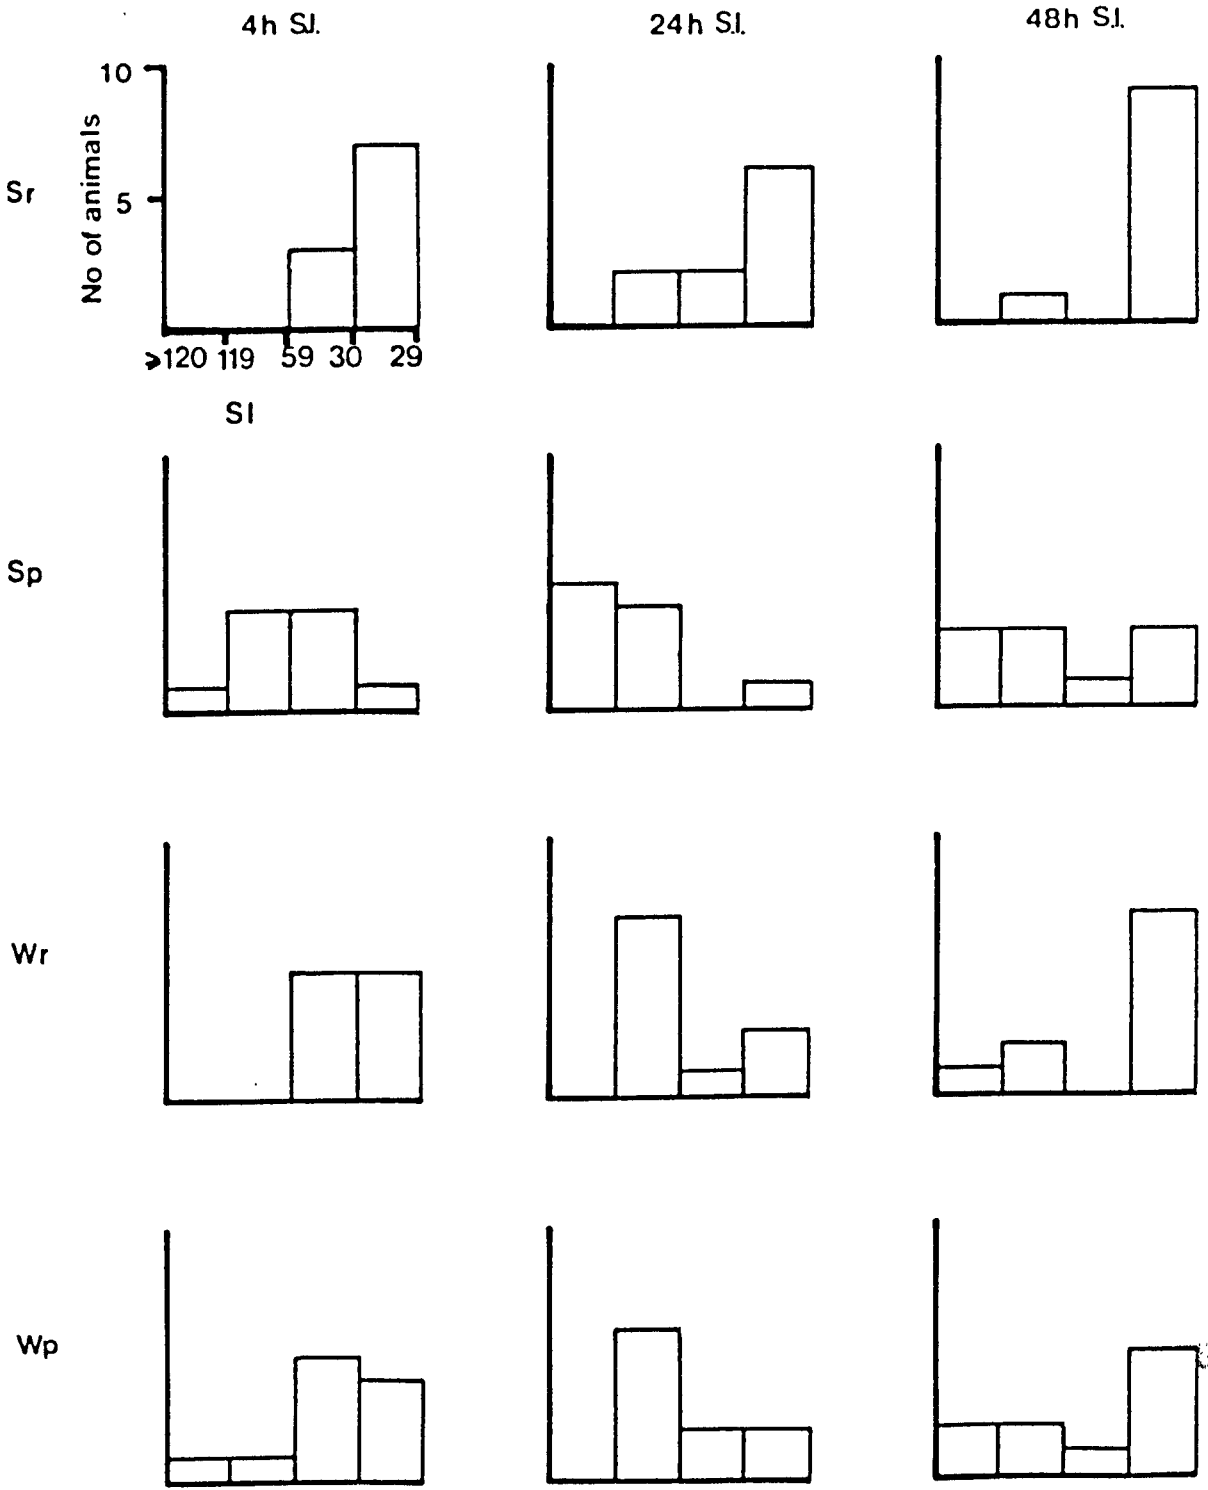 4h S.I. 24h S.I. 48h S.I.
10
No of animals
5
Sr
⩾120 119 59 30 29
SI
Sp
Wr
Wp